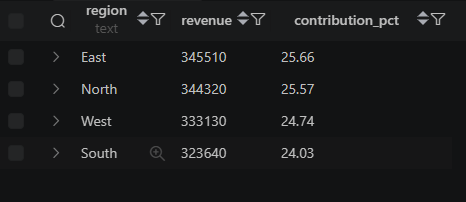 region revenue contribution_pct
text
East 345510 25.66
North 344320 25.57
West 333130 24.74
South 323640 24.03